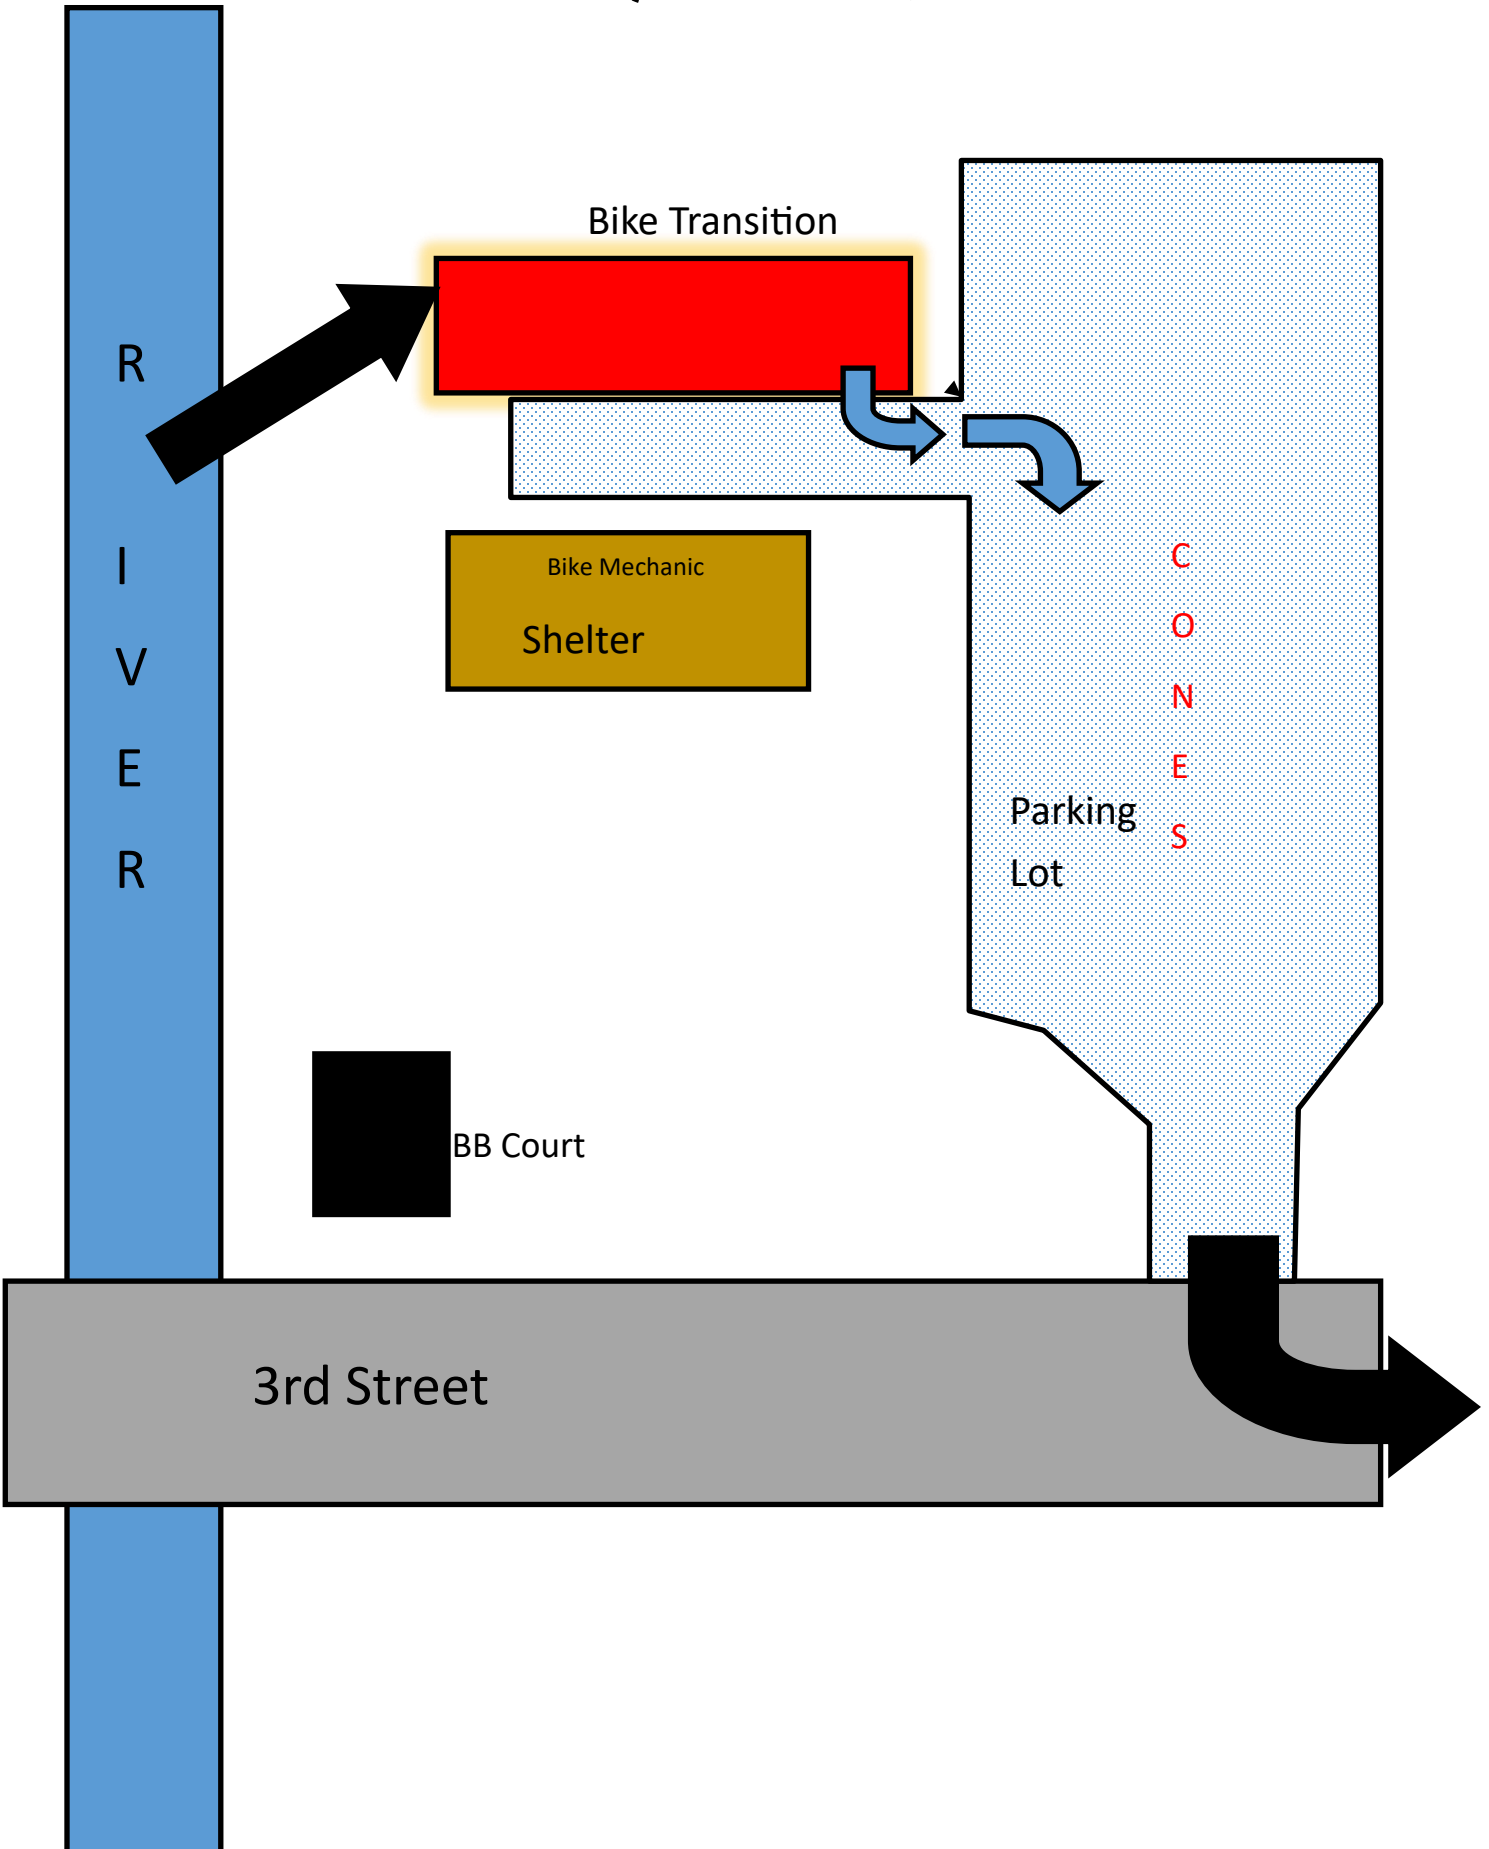 Bike Transition
R
I
V
E
R
Bike Mechanic
Shelter
C
O
N
E
S
Parking
Lot
BB Court
3rd Street